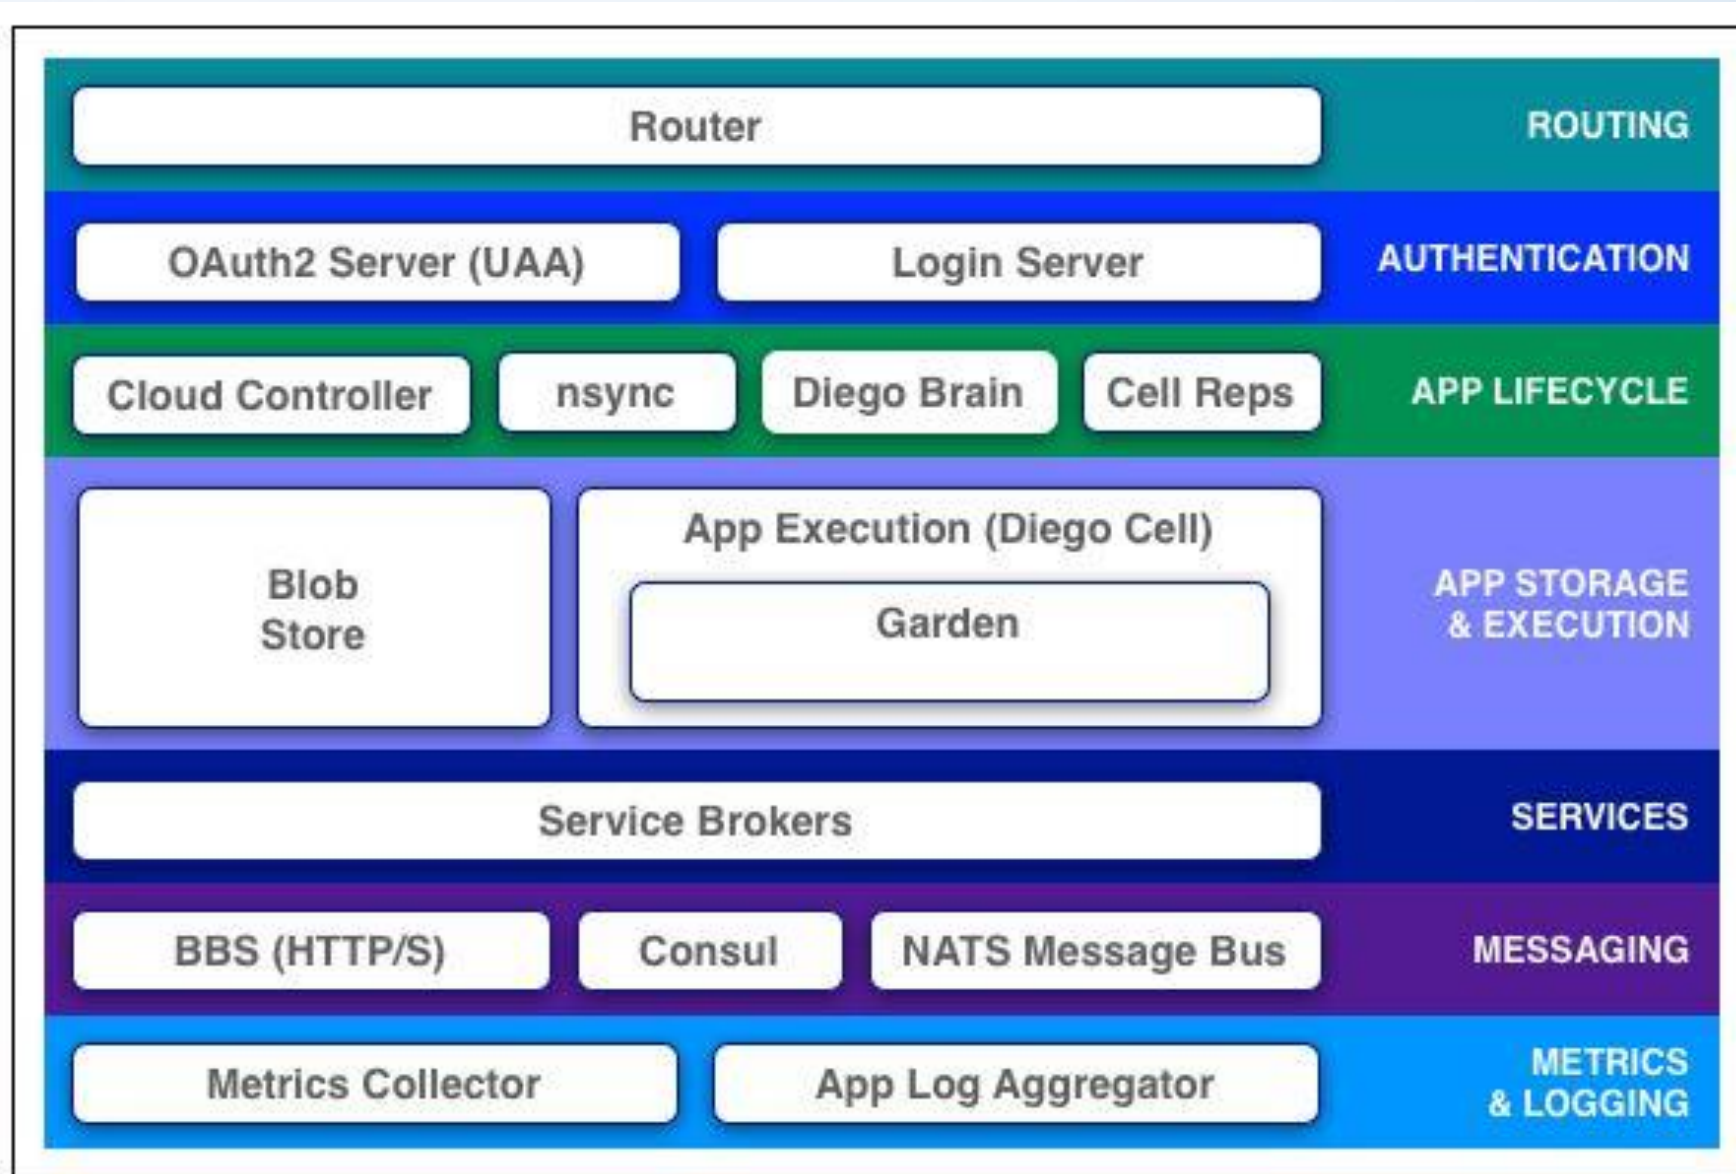 Router
ROUTING
OAuth2 Server (UAA)
Login Server
AUTHENTICATION
Cloud Controller
nsync
Diego Brain
Cell Reps
APP LIFECYCLE
Blob
Store
App Execution (Diego Cell)
Garden
APP STORAGE
& EXECUTION
Service Brokers
SERVICES
BBS (HTTP/S)
Consul
NATS Message Bus
MESSAGING
Metrics Collector
App Log Aggregator
METRICS
& LOGGING